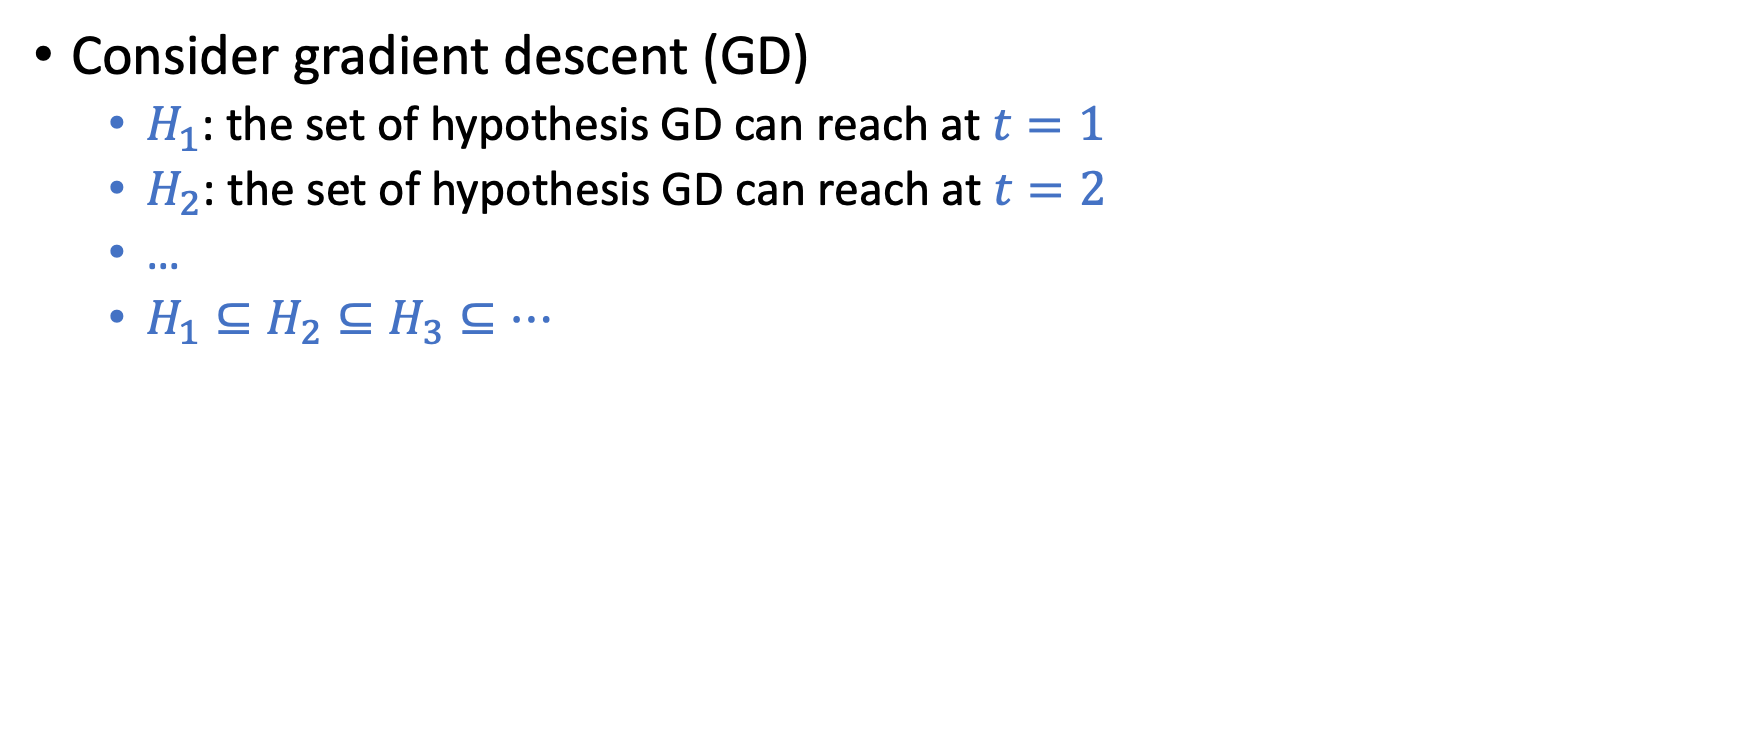 • Consider gradient descent (GD)
• H₁: the set of hypothesis GD can reach at t = 1
• H₂: the set of hypothesis GD can reach at t = 2
• …
• H₁ ⊆ H₂ ⊆ H₃ ⊆ ⋯